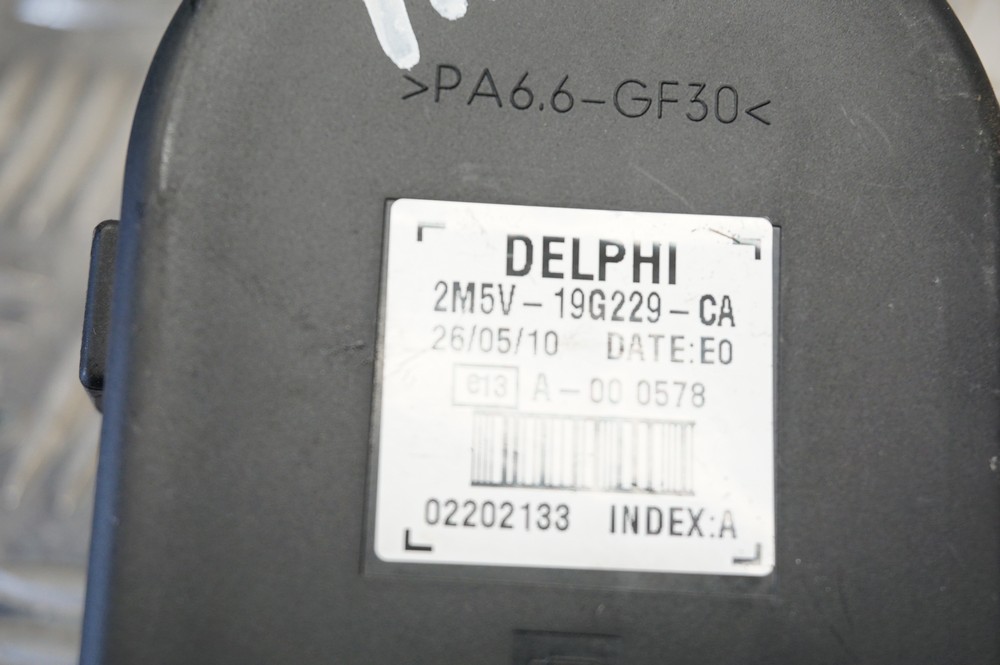 >PA6.6-GF30<
DELPHI
2M5V-19G229-CA
26/05/10 DATE:E0
e13 A-00 0578
02202133 INDEX:A